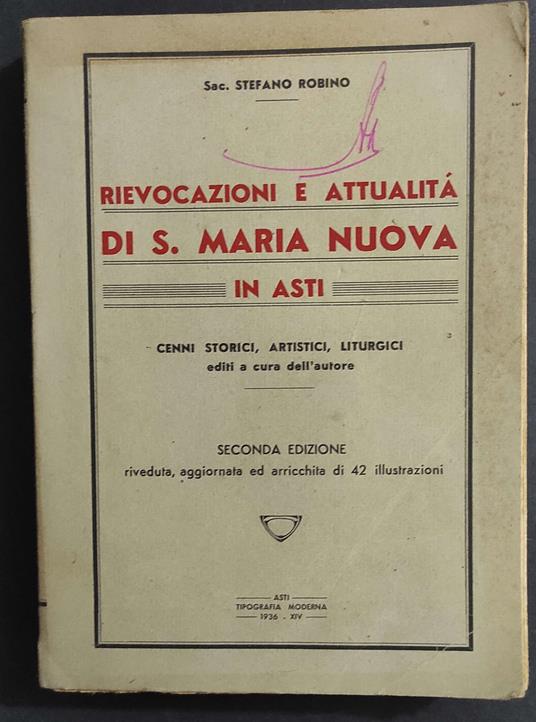 Sac. STEFANO ROBINO
RIEVOCAZIONI E ATTUALITÁ
DI S. MARIA NUOVA
IN ASTI
CENNI STORICI, ARTISTICI, LITURGICI
editi a cura dell'autore
SECONDA EDIZIONE
riveduta, aggiornata ed arricchita di 42 illustrazioni
ASTI
TIPOGRAFIA MODERNA
1936 - XIV